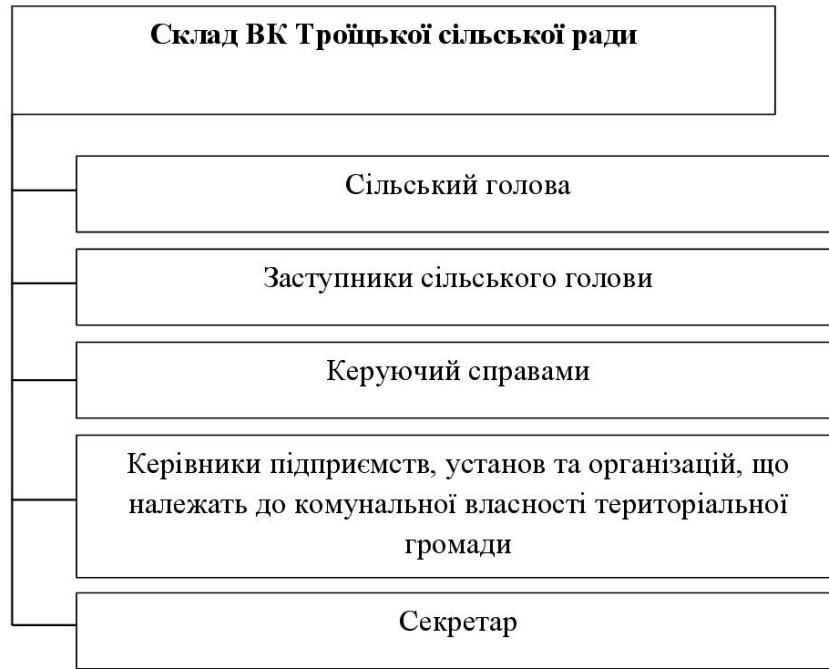 Склад ВК Троїцької сільської ради
Сільський голова
Заступники сільського голови
Керуючий справами
Керівники підприємств, установ та організацій, що
належать до комунальної власності територіальної
громади
Секретар